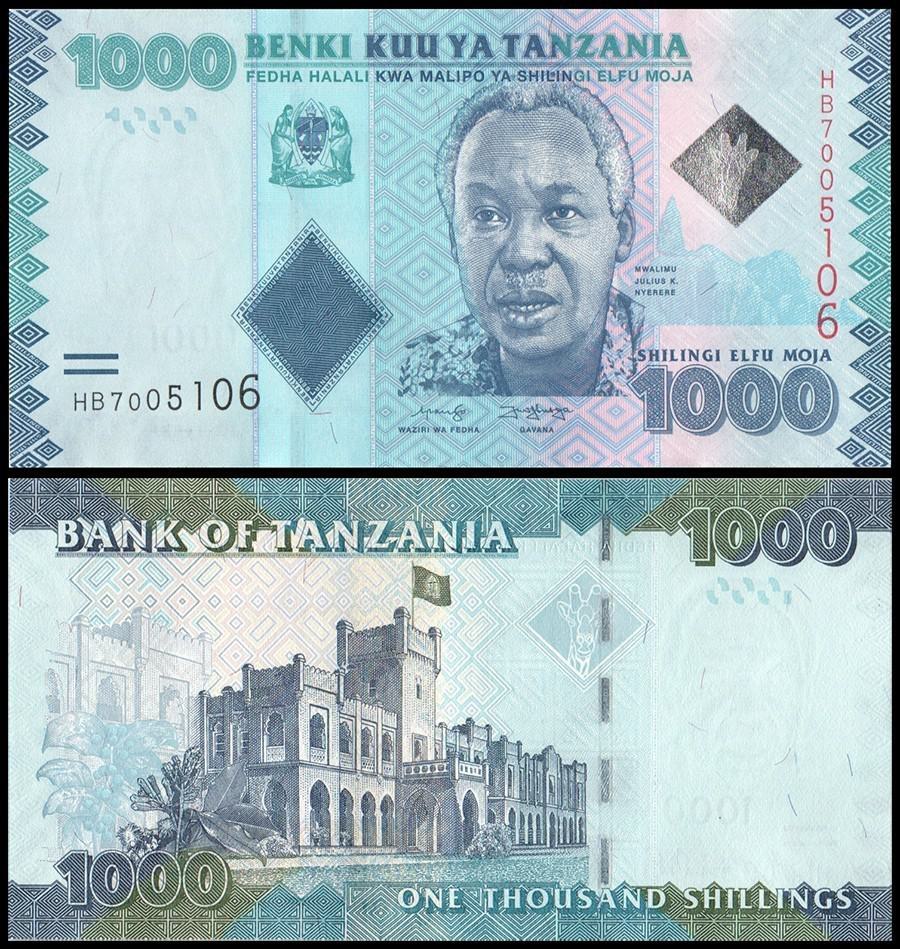 1000 BENKI KUU YA TANZANIA
FEDHA HALALI KWA MALIPO YA SHILINGI ELFU MOJA
HB7005106
MWALIMU
JULIUS K.
NYERERE
SHILINGI ELFU MOJA
1000
HB7005106
WAZIRI WA FEDHA
GAVANA
BANK OF TANZANIA
1000
1000
ONE THOUSAND SHILLINGS